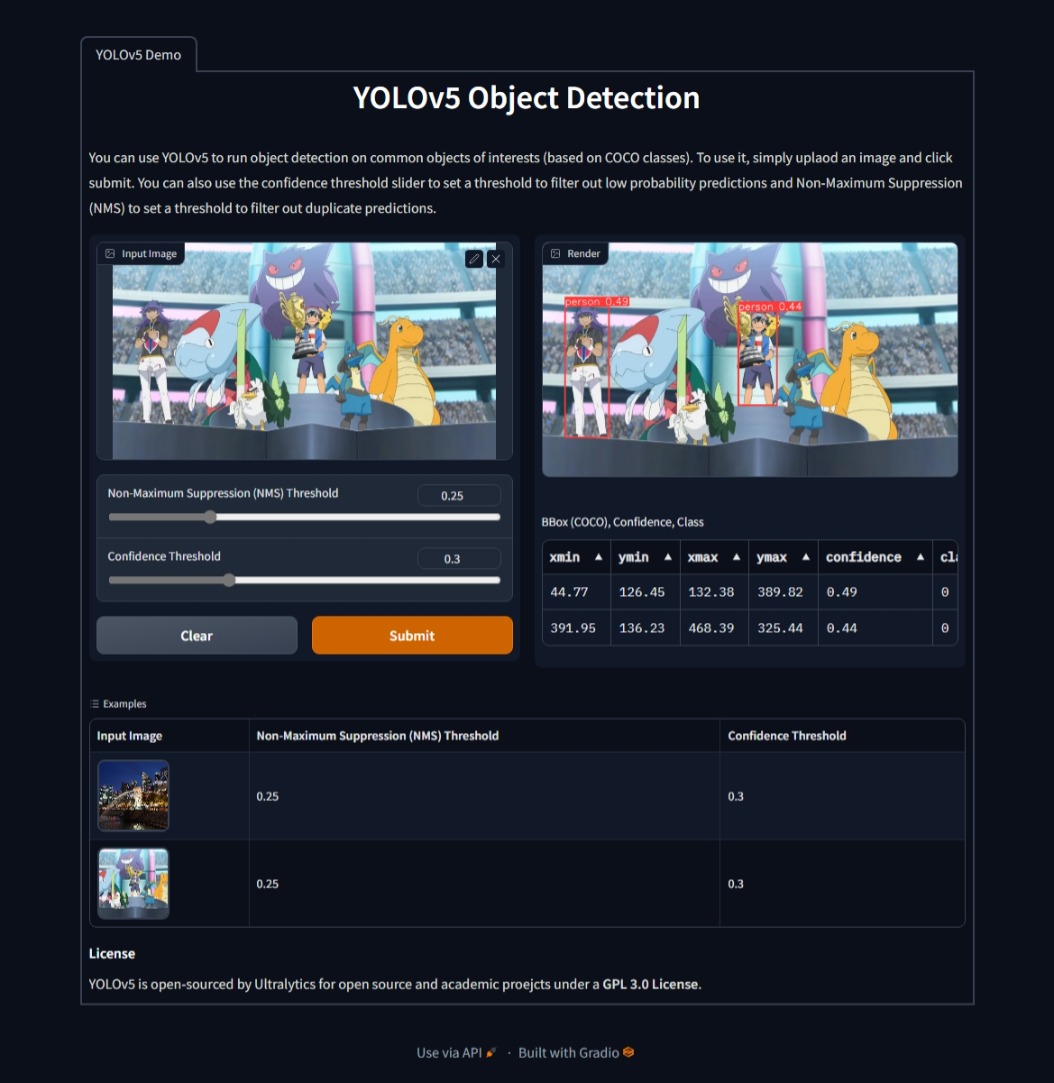 YOLOv5 Demo
YOLOv5 Object Detection
You can use YOLOv5 to run object detection on common objects of interests (based on COCO classes). To use it, simply uplaod an image and click
submit. You can also use the confidence threshold slider to set a threshold to filter out low probability predictions and Non-Maximum Suppression
(NMS) to set a threshold to filter out duplicate predictions.
Input Image
Non-Maximum Suppression (NMS) Threshold 0.25
Confidence Threshold 0.3
Clear Submit
Render
person 0.49
person 0.44
BBox (COCO), Confidence, Class
xmin ymin xmax ymax confidence cla
44.77 126.45 132.38 389.82 0.49 0
391.95 136.23 468.39 325.44 0.44 0
Examples
Input Image Non-Maximum Suppression (NMS) Threshold Confidence Threshold
0.25 0.3
0.25 0.3
License
YOLOv5 is open-sourced by Ultralytics for open source and academic proejcts under a GPL 3.0 License.
Use via API · Built with Gradio